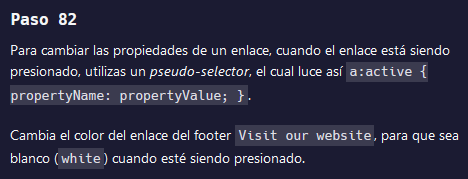 Paso 82
Para cambiar las propiedades de un enlace, cuando el enlace está siendo
presionado, utilizas un pseudo-selector, el cual luce así a:active {
propertyName: propertyValue; }.
Cambia el color del enlace del footer Visit our website, para que sea
blanco (white) cuando esté siendo presionado.